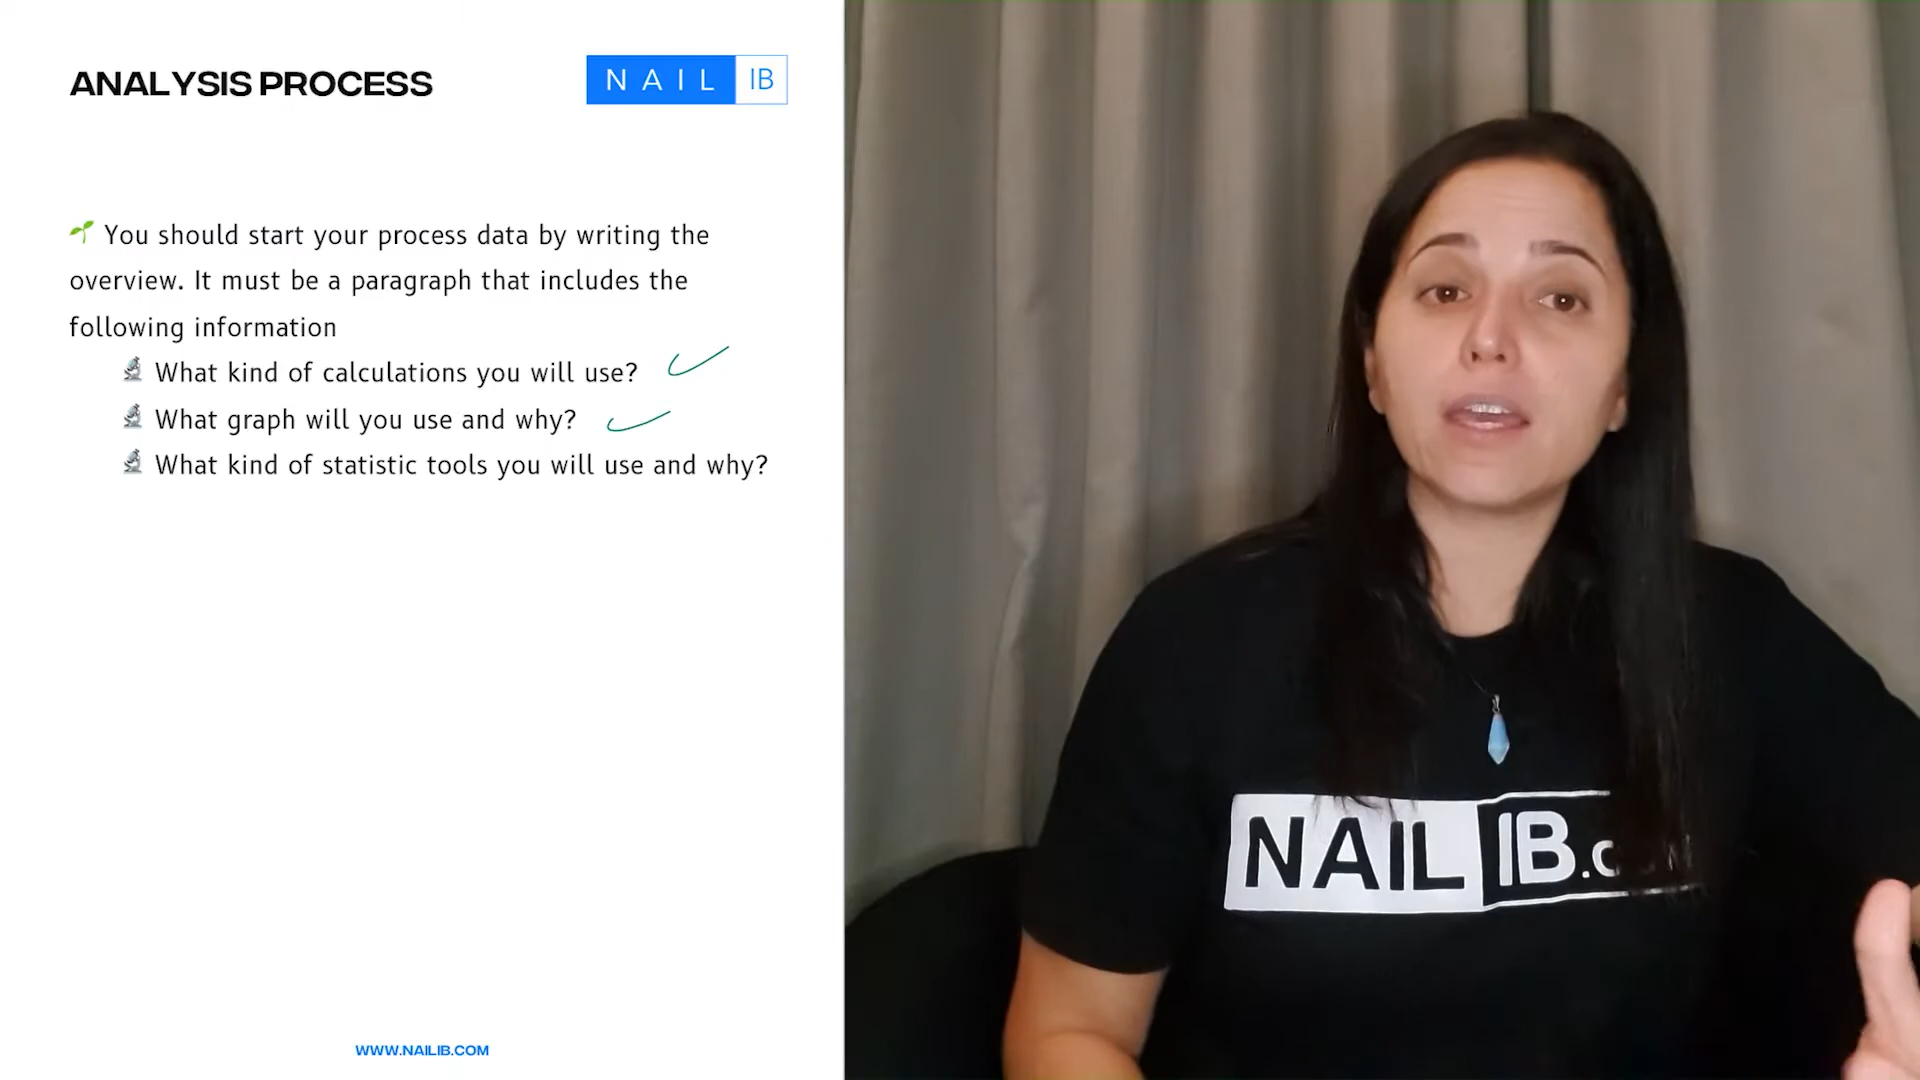 ANALYSIS PROCESS
NAIL IB
You should start your process data by writing the
overview. It must be a paragraph that includes the
following information
What kind of calculations you will use?
What graph will you use and why?
What kind of statistic tools you will use and why?
WWW.NAILIB.COM
NAIL IB.c